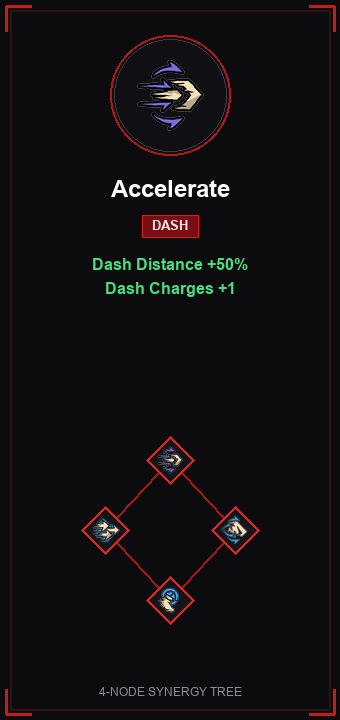 Accelerate
DASH
Dash Distance +50%
Dash Charges +1
4-NODE SYNERGY TREE